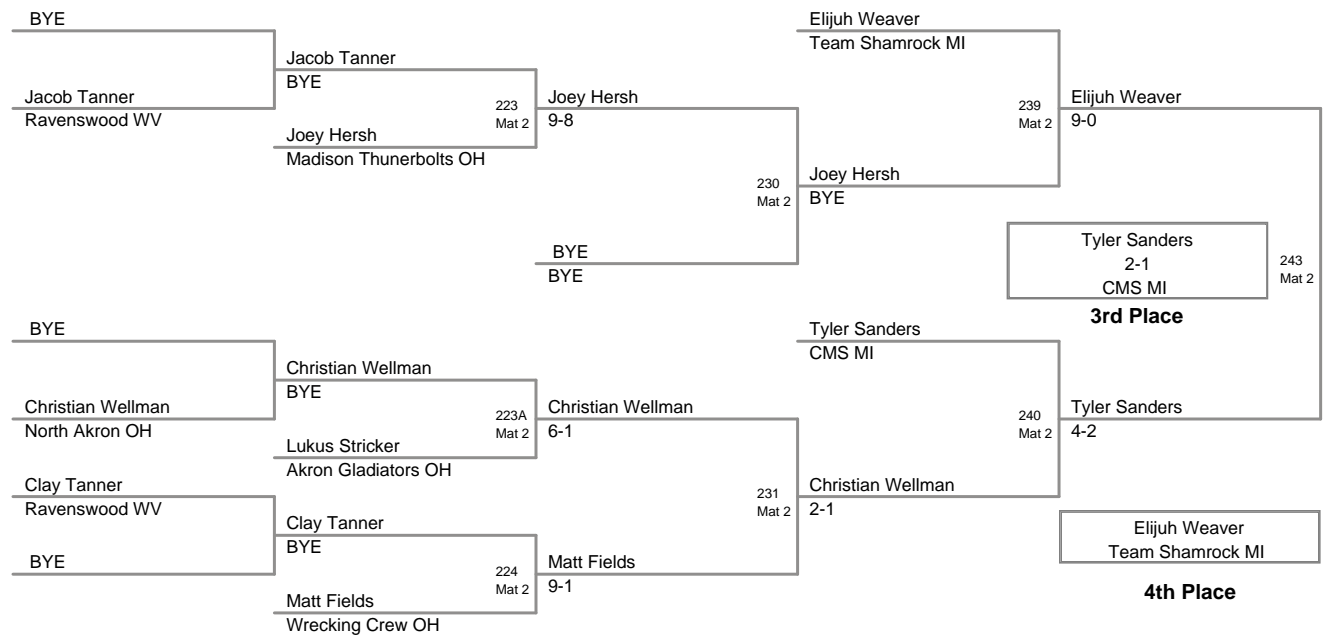 BYE
Jacob Tanner
Ravenswood WV
Jacob Tanner
BYE
Joey Hersh
Madison Thunerbolts OH
223
Mat 2
Joey Hersh
9-8
BYE
BYE
230
Mat 2
Elijuh Weaver
Team Shamrock MI
Joey Hersh
BYE
239
Mat 2
Elijuh Weaver
9-0
Tyler Sanders
2-1
CMS MI
3rd Place
243
Mat 2
BYE
Christian Wellman
North Akron OH
Clay Tanner
Ravenswood WV
BYE
Christian Wellman
BYE
Lukus Stricker
Akron Gladiators OH
223A
Mat 2
Clay Tanner
BYE
Matt Fields
Wrecking Crew OH
224
Mat 2
Christian Wellman
6-1
Matt Fields
9-1
231
Mat 2
Tyler Sanders
CMS MI
Christian Wellman
2-1
240
Mat 2
Tyler Sanders
4-2
Elijuh Weaver
Team Shamrock MI
4th Place